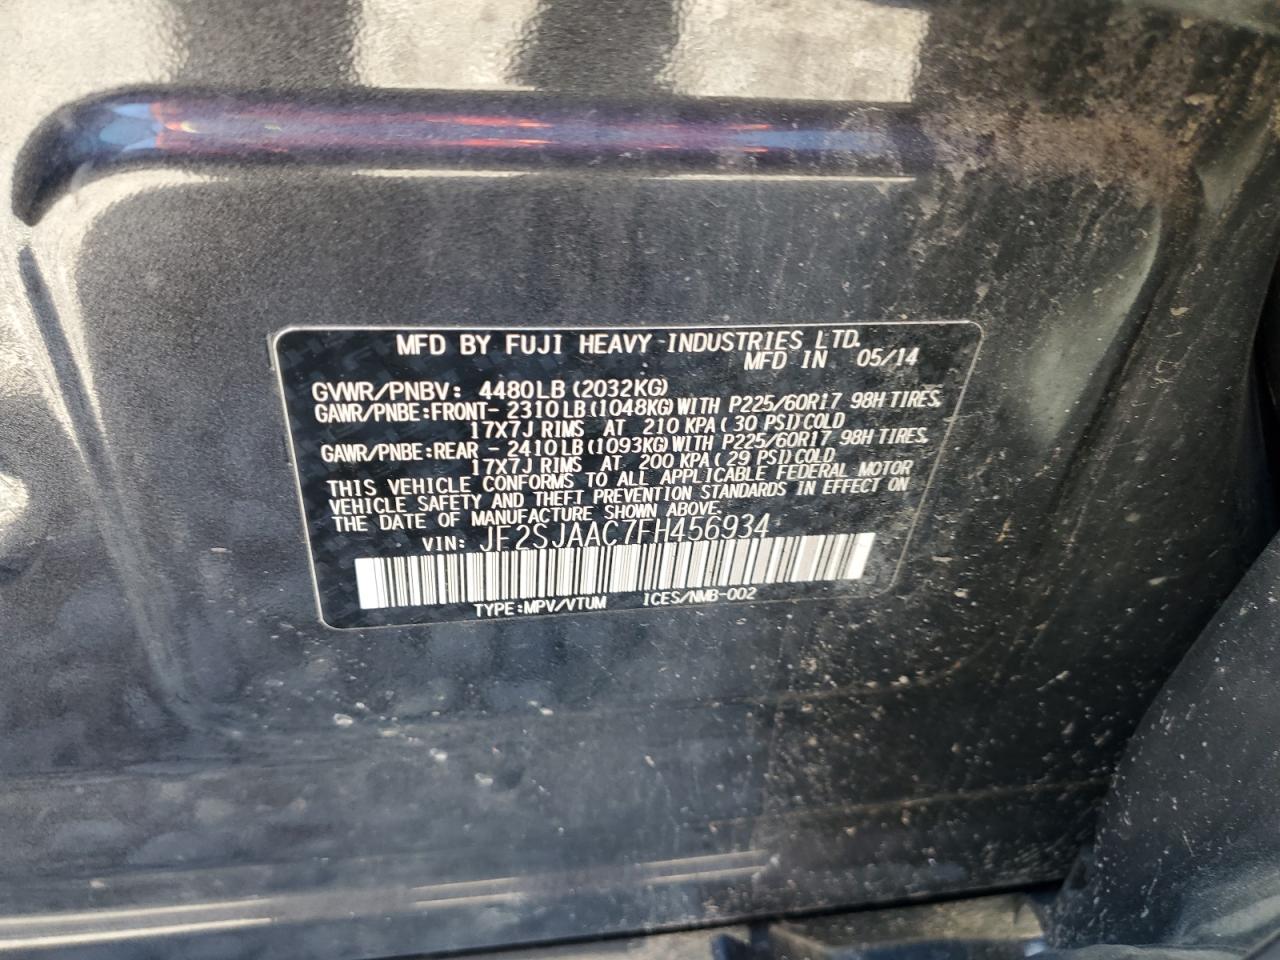 MFD BY FUJI HEAVY INDUSTRIES LTD.
MFD IN 05/14
GVWR/PNBV: 4480LB (2032KG)
GAWR/PNBE:FRONT- 2310LB (1048KG) WITH P225/60R17 98H TIRES,
17X7J RIMS AT 210 KPA (30 PSI) COLD
GAWR/PNBE:REAR - 2410LB (1093KG) WITH P225/60R17 98H TIRES,
17X7J RIMS AT 200 KPA (29 PSI) COLD
THIS VEHICLE CONFORMS TO ALL APPLICABLE FEDERAL MOTOR
VEHICLE SAFETY AND THEFT PREVENTION STANDARDS IN EFFECT ON
THE DATE OF MANUFACTURE SHOWN ABOVE.
VIN: JF2SJAAC7FH456934
TYPE:MPV/VTUM ICES/NMB-002